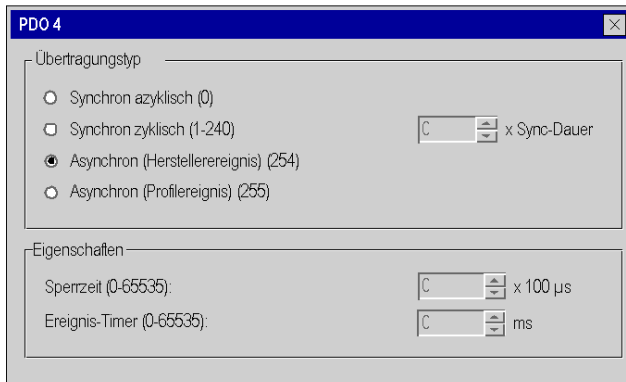 PDO 4
Übertragungstyp
Synchron azyklisch (0)
Synchron zyklisch (1-240)
C x Sync-Dauer
Asynchron (Herstellerereignis) (254)
Asynchron (Profilereignis) (255)
Eigenschaften
Sperrzeit (0-65535): C x 100 µs
Ereignis-Timer (0-65535): C ms